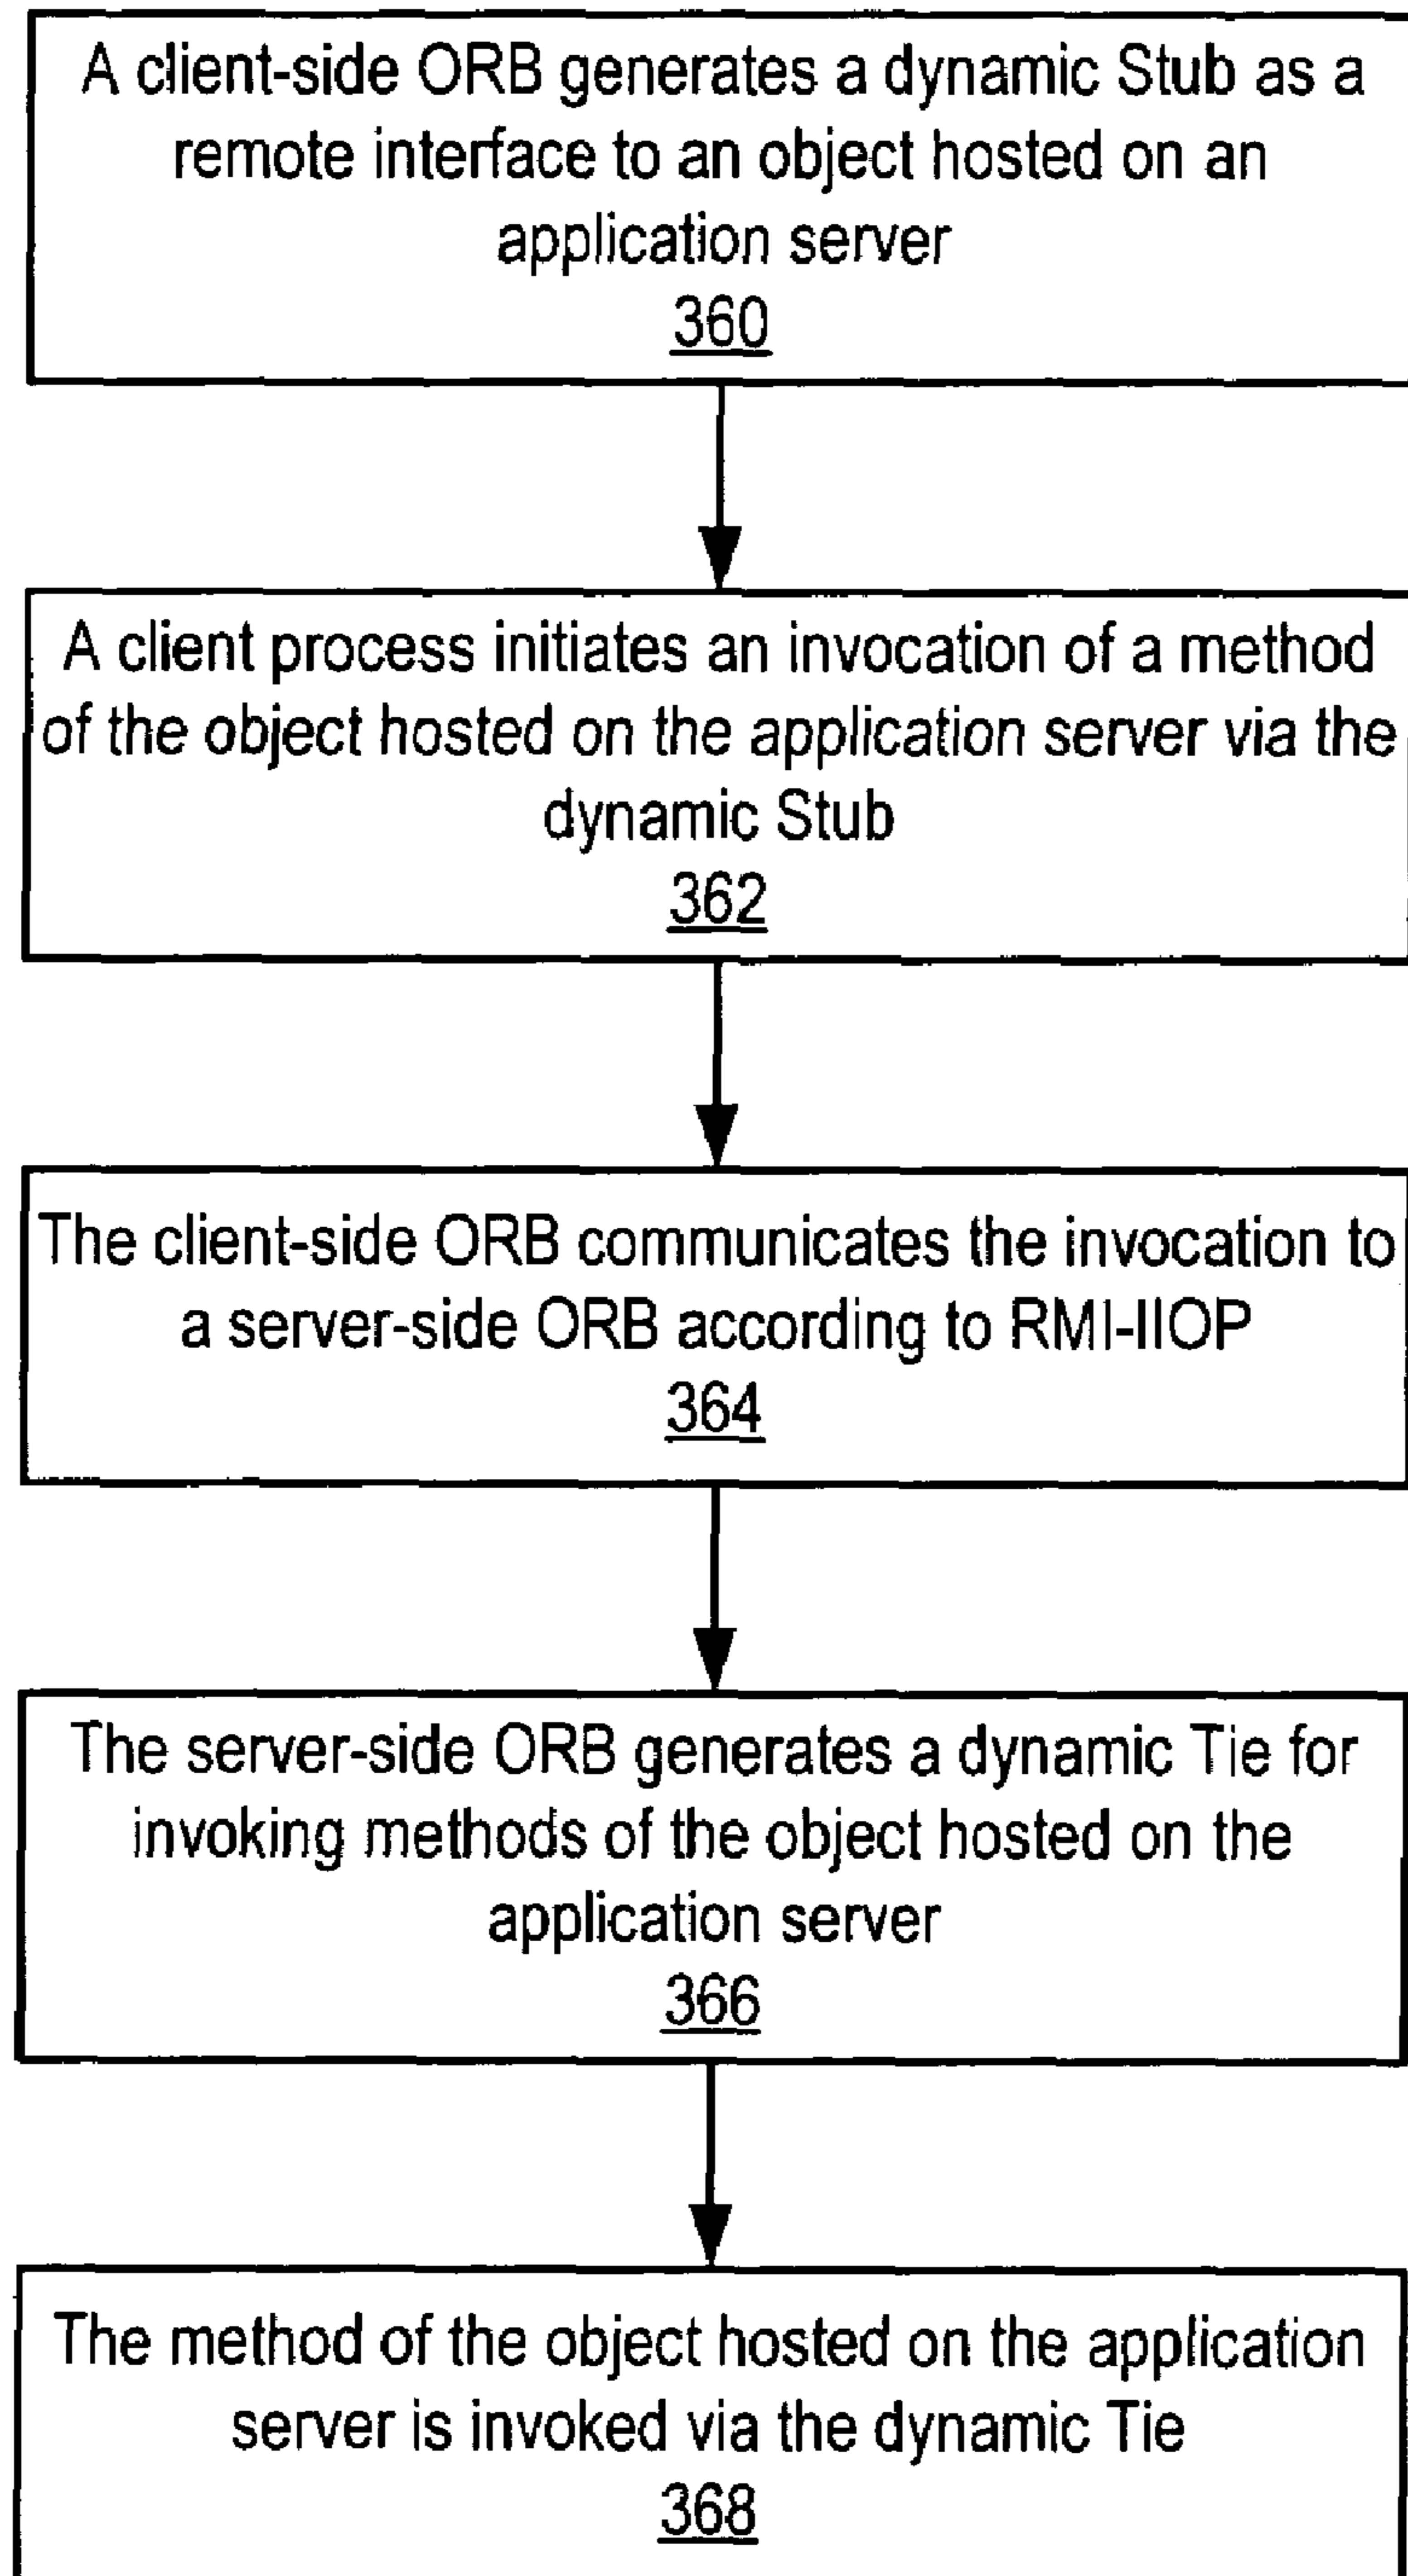 A client-side ORB generates a dynamic Stub as a
remote interface to an object hosted on an
application server
360
A client process initiates an invocation of a method
of the object hosted on the application server via the
dynamic Stub
362
The client-side ORB communicates the invocation to
a server-side ORB according to RMI-IIOP
364
The server-side ORB generates a dynamic Tie for
invoking methods of the object hosted on the
application server
366
The method of the object hosted on the application
server is invoked via the dynamic Tie
368